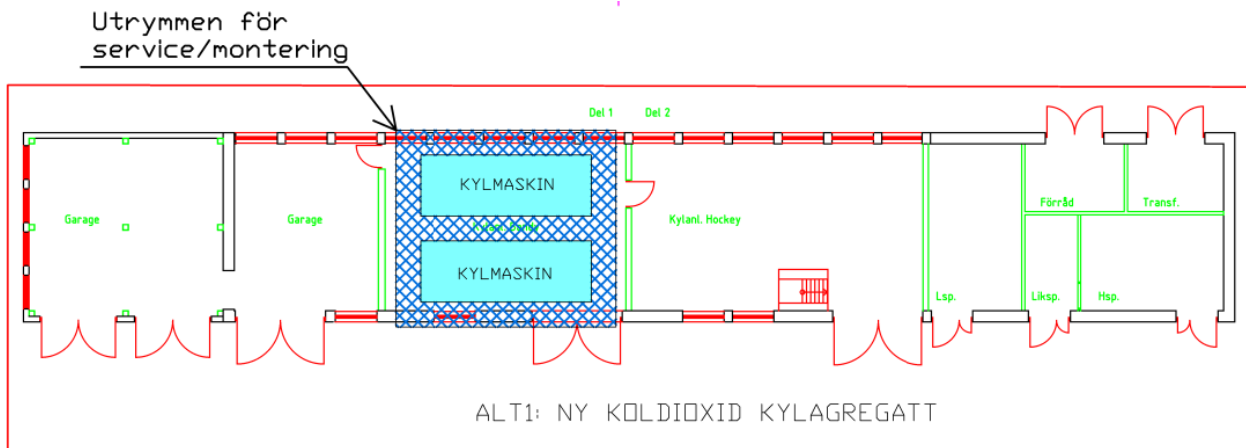 Utrymmen för
service/montering
Del 1
Del 2
Garage
Garage
KYLMASKIN
KYLMASKIN
Kylanl. Hockey
Förråd
Transf.
Lsp.
Liksp.
Hsp.
ALT1: NY KOLDIOXID KYLAGREGATT